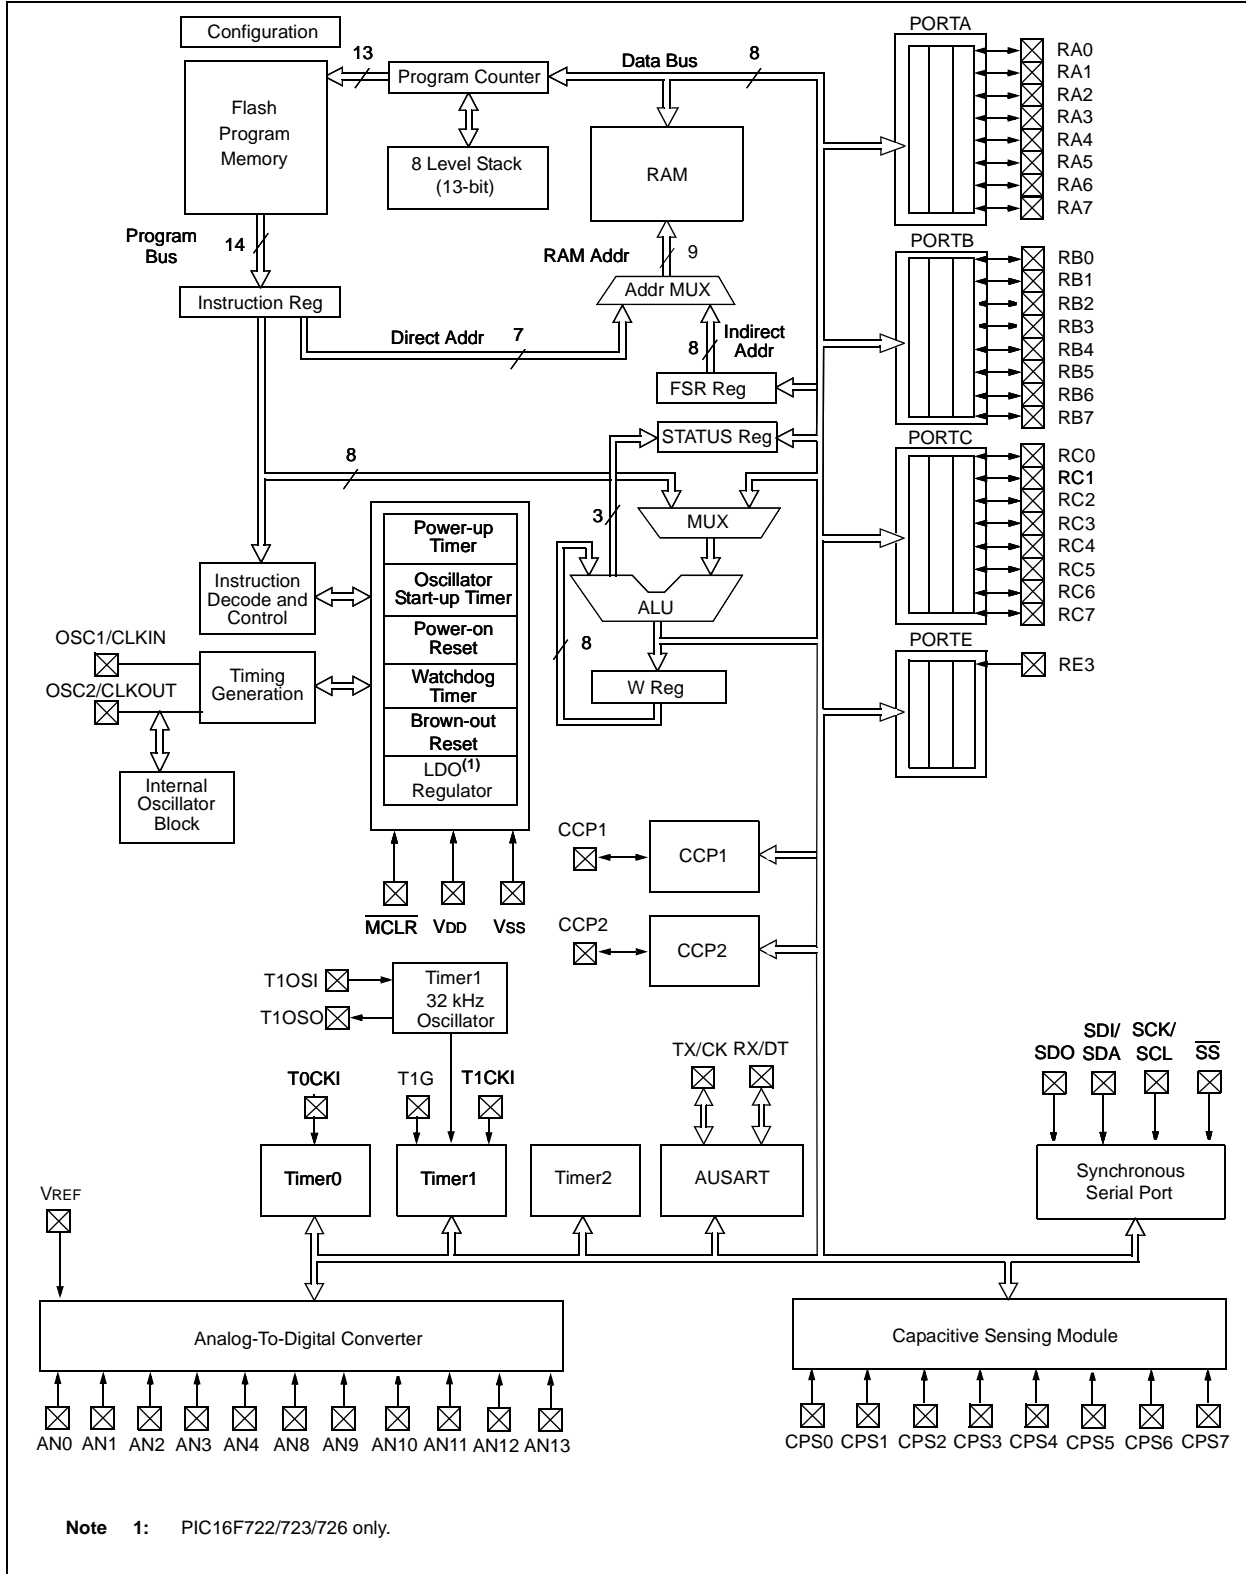 Configuration
PORTA
13
Data Bus
8
Program Counter
Flash
Program
Memory
8 Level Stack
(13-bit)
RAM
RA0
RA1
RA2
RA3
RA4
RA5
RA6
RA7
Program
Bus
14
RAM Addr
9
PORTB
Instruction Reg
Addr MUX
Direct Addr
7
8
Indirect
Addr
FSR Reg
RB0
RB1
RB2
RB3
RB4
RB5
RB6
RB7
STATUS Reg
PORTC
8
3
MUX
RC0
RC1
RC2
RC3
RC4
RC5
RC6
RC7
Power-up
Timer
Oscillator
Start-up Timer
Power-on
Reset
Watchdog
Timer
Brown-out
Reset
LDO(1)
Regulator
Instruction
Decode and
Control
ALU
8
W Reg
PORTE
RE3
OSC1/CLKIN
OSC2/CLKOUT
Timing
Generation
Internal
Oscillator
Block
MCLR
VDD
VSS
CCP1
CCP1
CCP2
CCP2
T1OSI
T1OSO
Timer1
32 kHz
Oscillator
T0CKI
T1G
T1CKI
TX/CK
RX/DT
SDO
SDI/
SDA
SCK/
SCL
SS
Timer0
Timer1
Timer2
AUSART
Synchronous
Serial Port
VREF
Analog-To-Digital Converter
Capacitive Sensing Module
AN0 AN1 AN2 AN3 AN4 AN8 AN9 AN10 AN11 AN12 AN13
CPS0 CPS1 CPS2 CPS3 CPS4 CPS5 CPS6 CPS7
Note 1: PIC16F722/723/726 only.